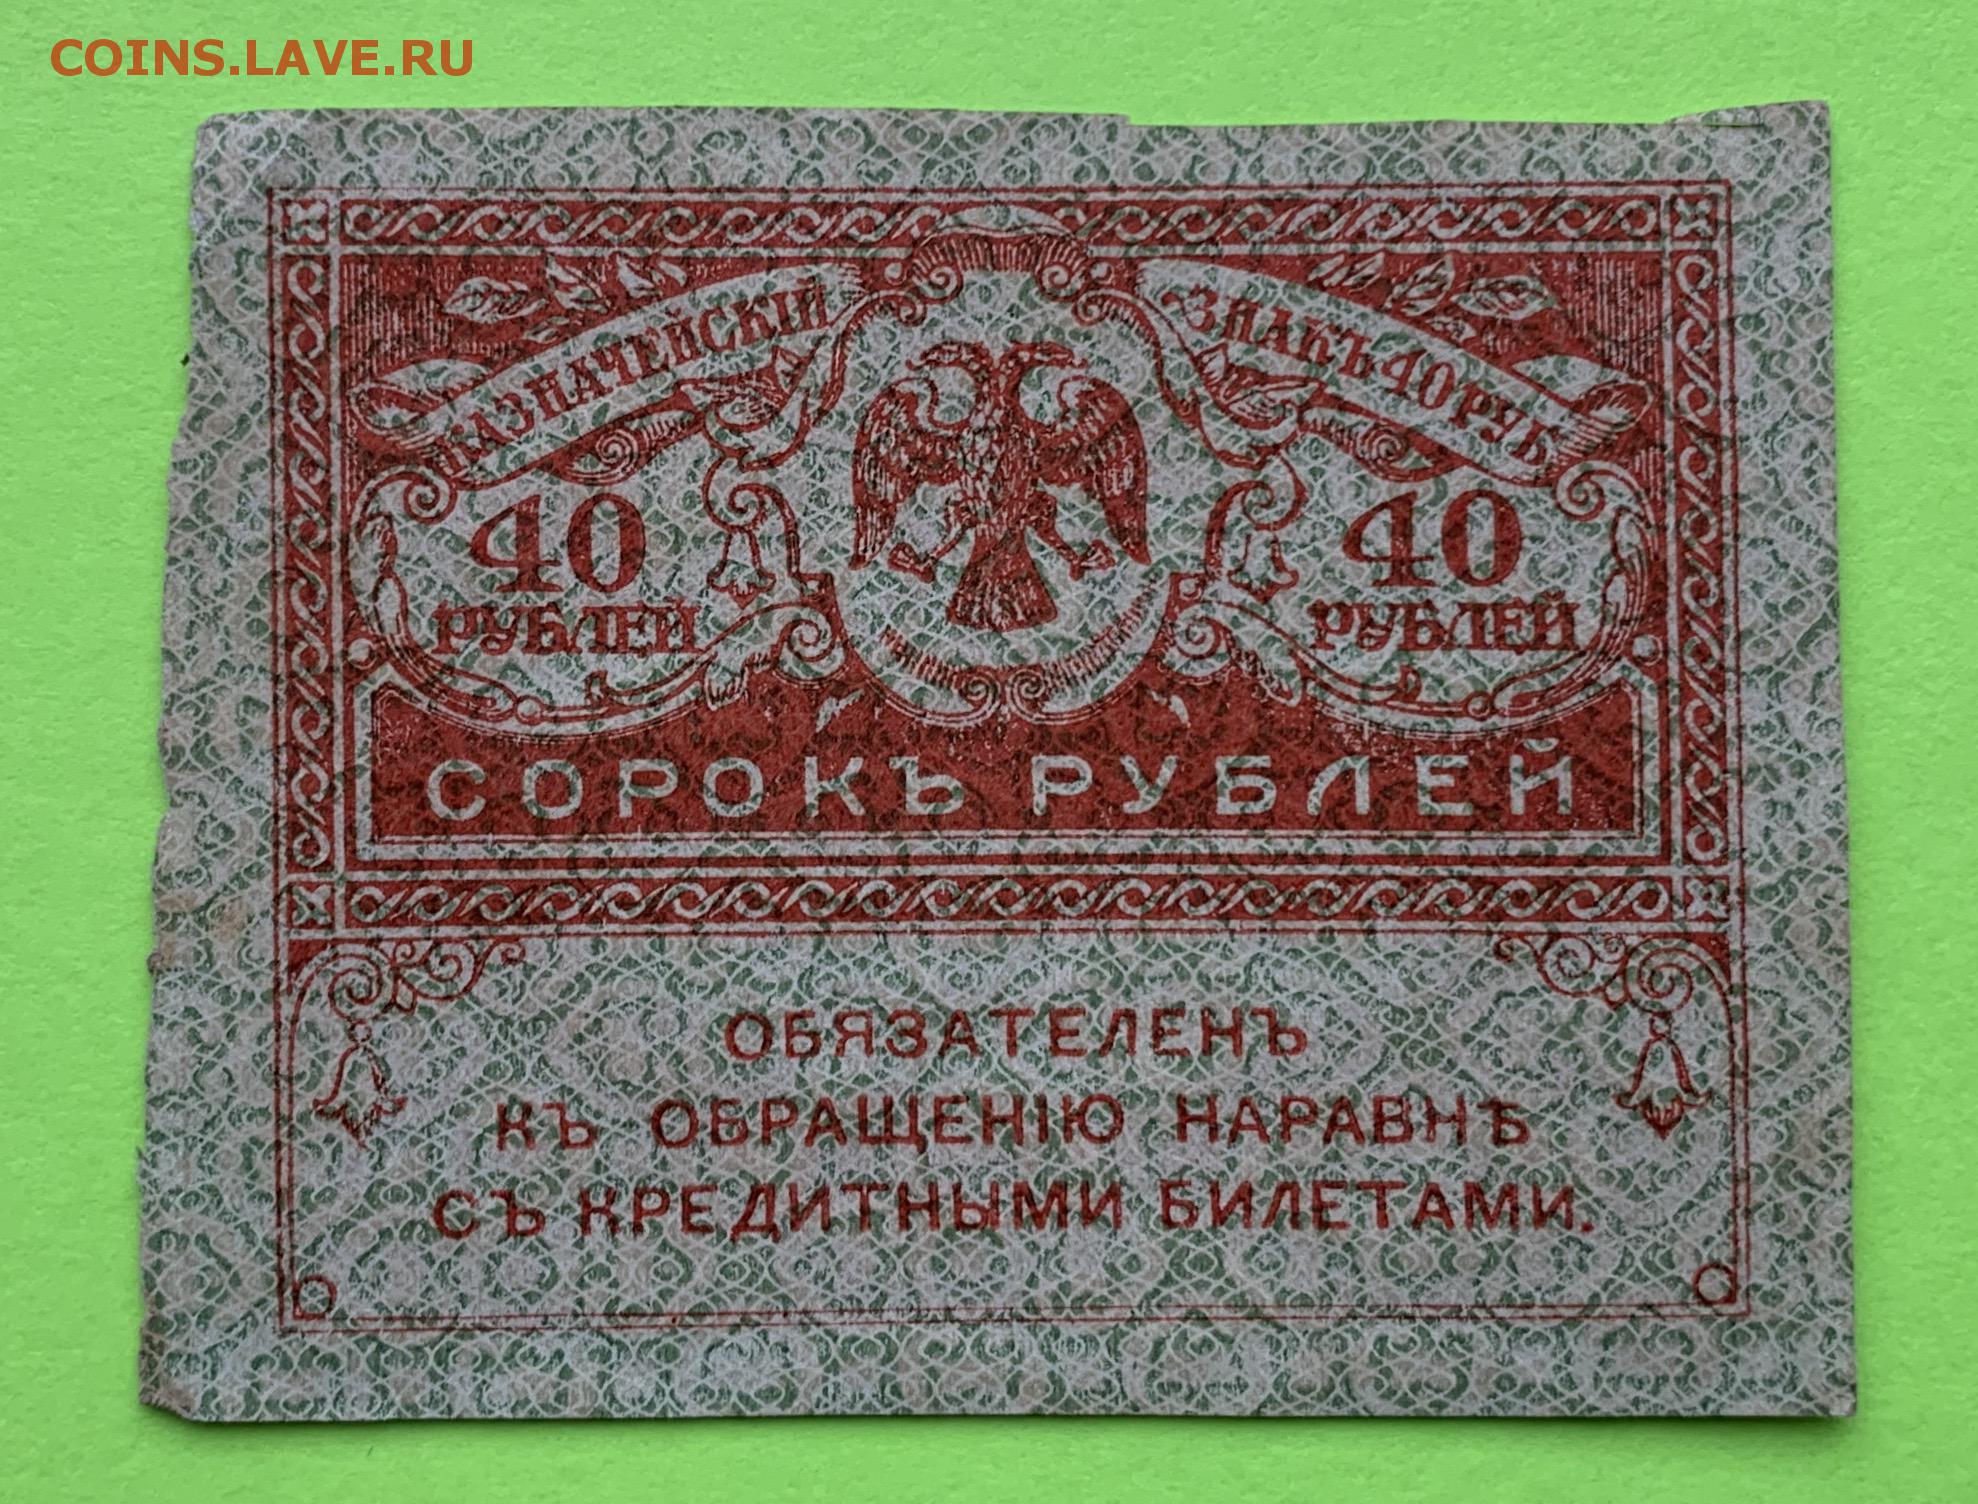 COINS.LAVE.RU
КАЗНАЧЕЙСКІЙ ЗНАКЪ 40 РУБ
40 40
РУБЛЕЙ РУБЛЕЙ
СОРОКЪ РУБЛЕЙ
ОБЯЗАТЕЛЕНЪ
КЪ ОБРАЩЕНІЮ НАРАВНѢ
СЪ КРЕДИТНЫМИ БИЛЕТАМИ.